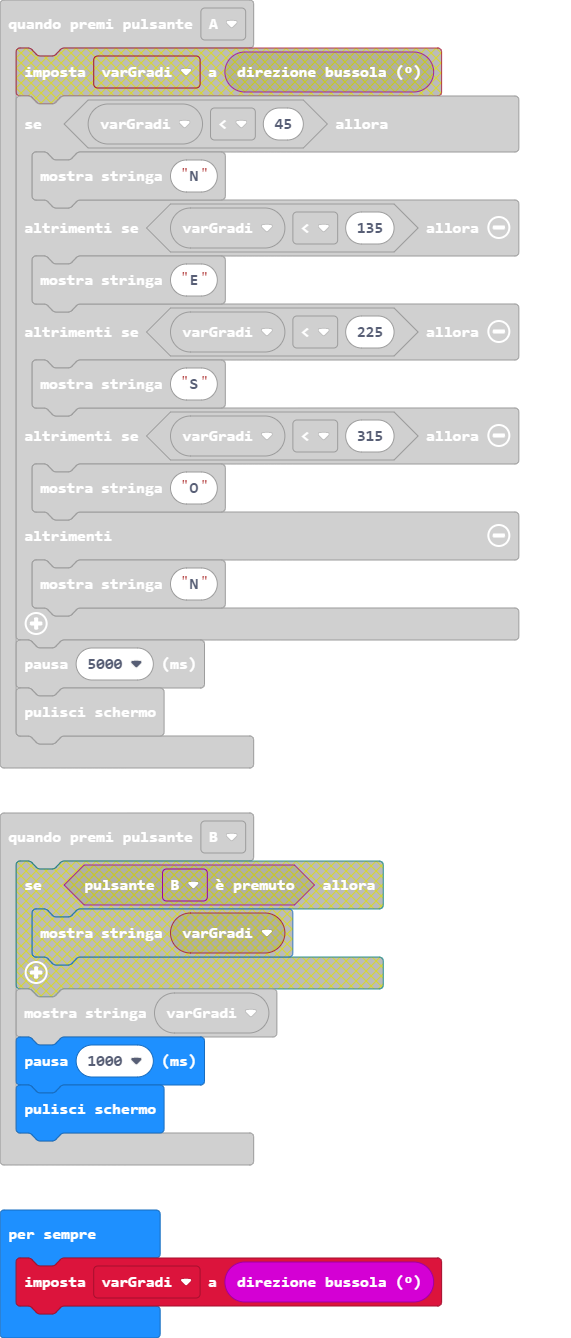 quando premi pulsante A
imposta varGradi a direzione bussola (°)
se varGradi < 45 allora
mostra stringa "N"
altrimenti se varGradi < 135 allora
mostra stringa "E"
altrimenti se varGradi < 225 allora
mostra stringa "S"
altrimenti se varGradi < 315 allora
mostra stringa "O"
altrimenti
mostra stringa "N"
pausa 5000 (ms)
pulisci schermo
quando premi pulsante B
se pulsante B è premuto allora
mostra stringa varGradi
mostra stringa varGradi
pausa 1000 (ms)
pulisci schermo
per sempre
imposta varGradi a direzione bussola (°)